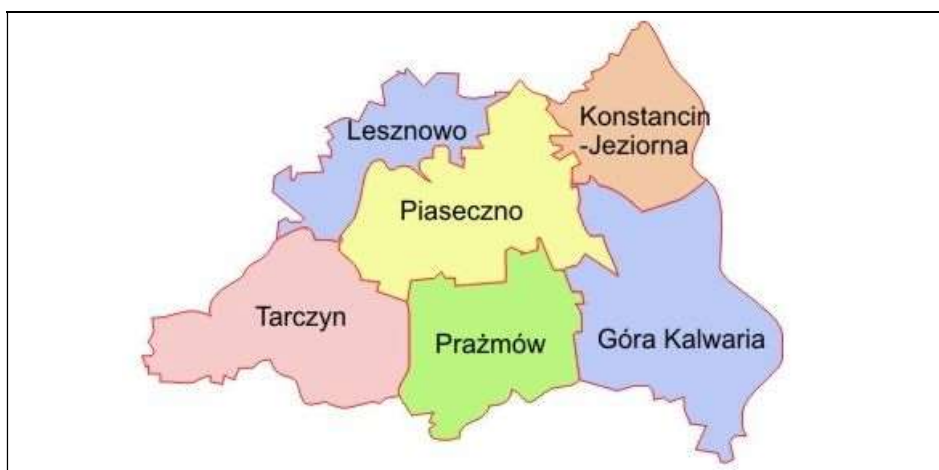 Lesznowo
Konstancin
-Jeziorna
Piaseczno
Tarczyn
Prażmów
Góra Kalwaria